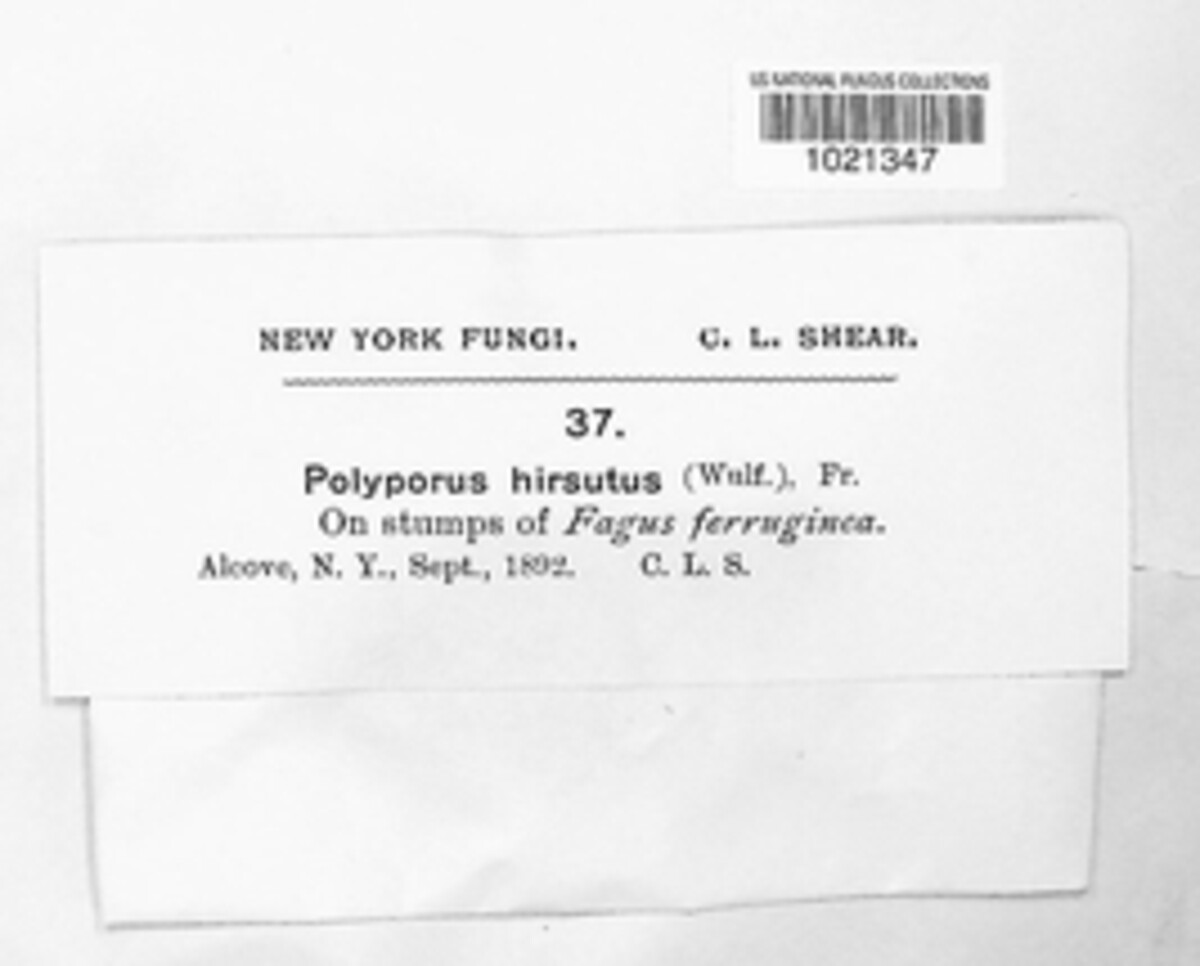 US NATIONAL FUNGUS COLLECTIONS
1021347
NEW YORK FUNGI. C. L. SHEAR.
37.
Polyporus hirsutus (Wulf.), Fr.
On stumps of Fagus ferruginea.
Alcove, N. Y., Sept., 1892. C. L. S.